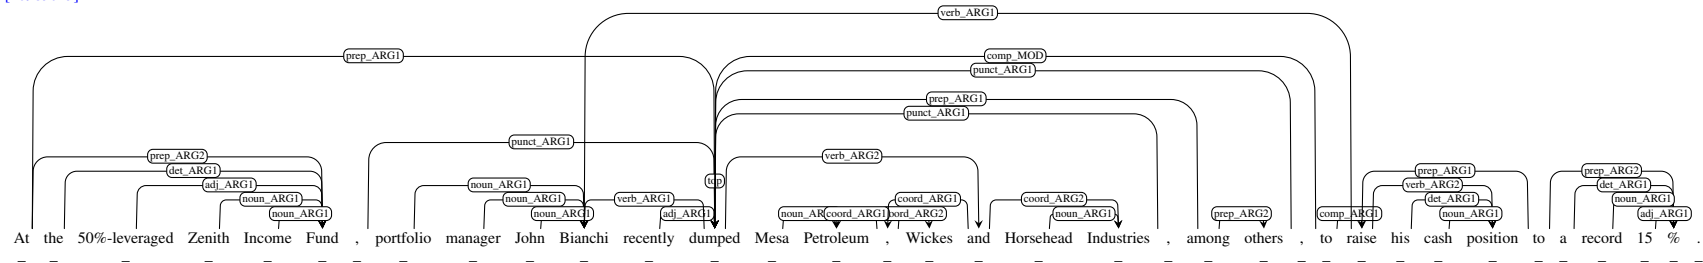 verb_ARG1
prep_ARG1 comp_MOD
punct_ARG1
prep_ARG1
punct_ARG1
punct_ARG1
prep_ARG2 verb_ARG2
det_ARG1 prep_ARG1 prep_ARG2
adj_ARG1 noun_ARG1 top verb_ARG2 det_ARG1
noun_ARG1 noun_ARG1 verb_ARG1 coord_ARG1 coord_ARG2 det_ARG1 noun_ARG1
noun_ARG1 noun_ARG1 adj_ARG1 coord_ARG1 noun_ARG1 prep_ARG2 comp_ARG1 noun_ARG1 adj_ARG1
At the 50%-leveraged Zenith Income Fund , portfolio manager John Bianchi recently dumped Mesa Petroleum , Wickes and Horsehead Industries , among others , to raise his cash position to a record 15 % .